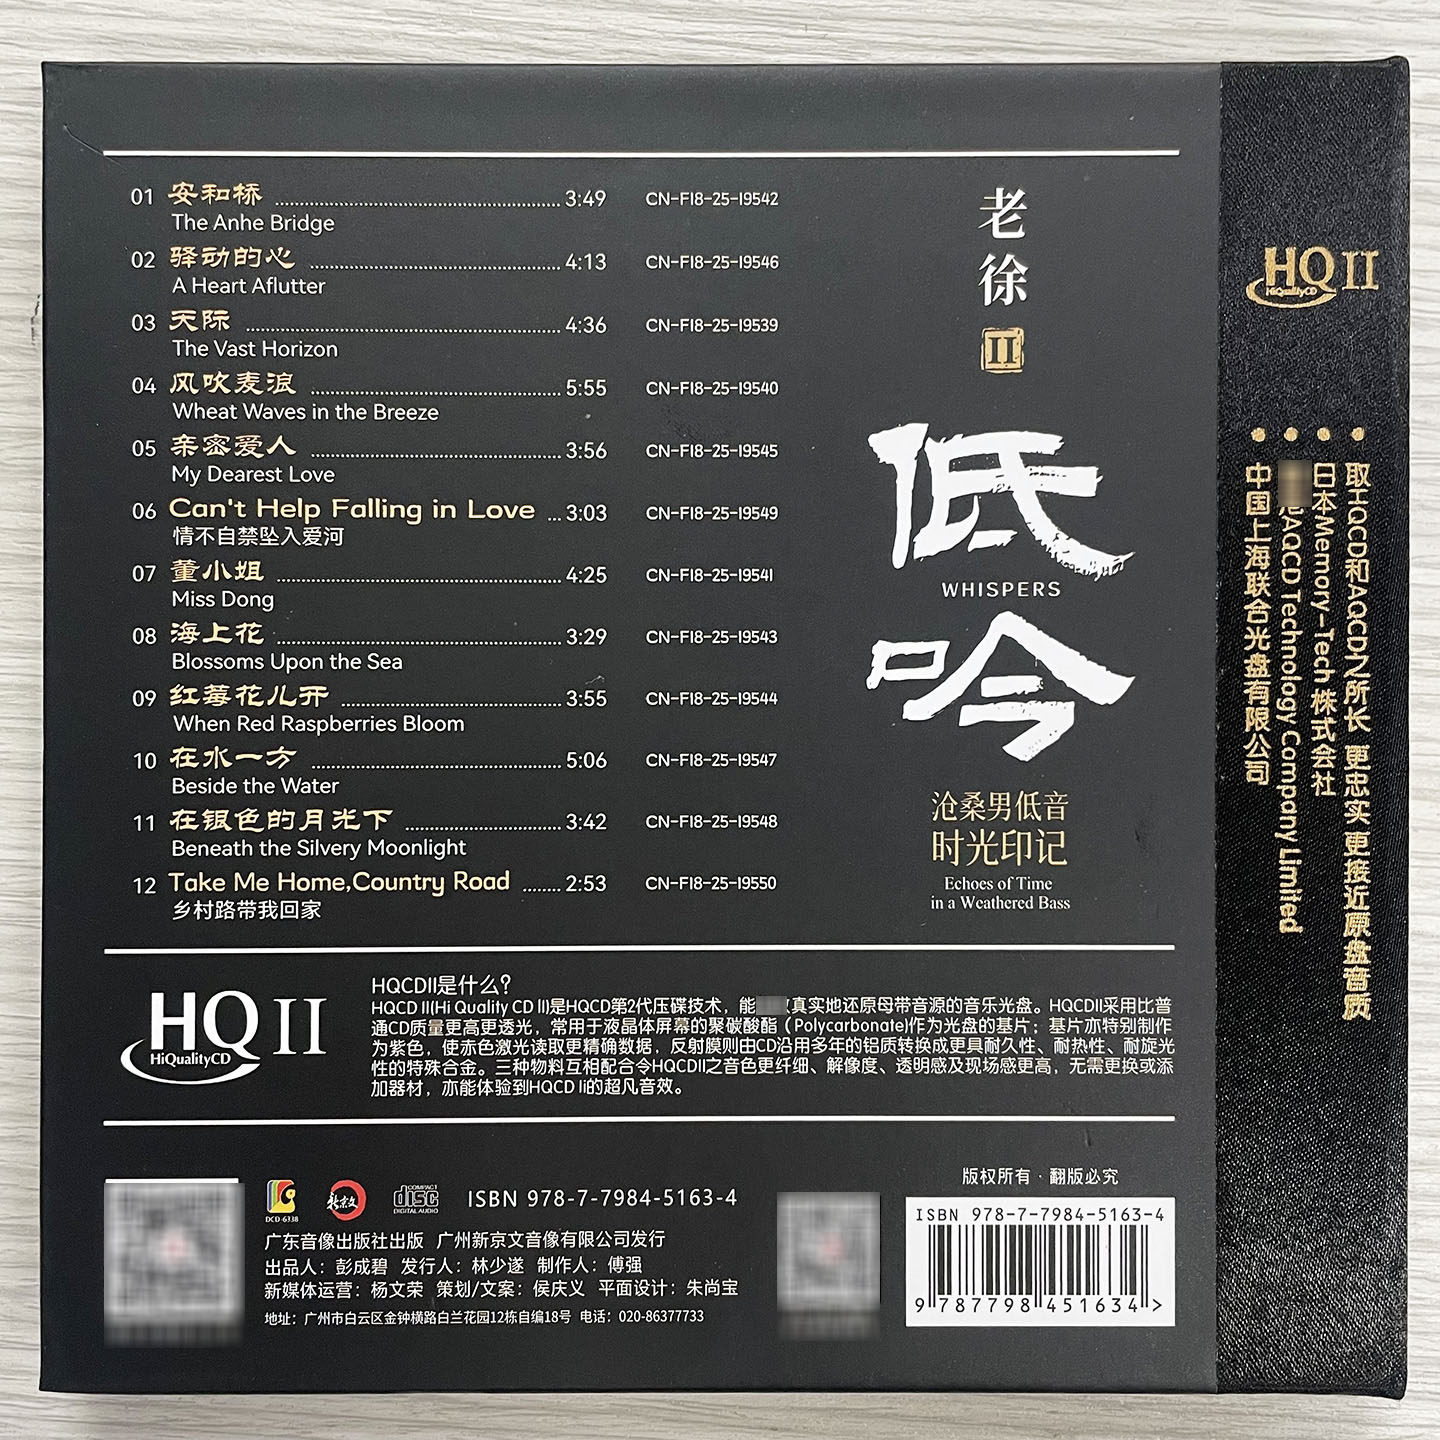 01 安和桥 3:49 CN-F18-25-19542
The Anhe Bridge
02 驿动的心 4:13 CN-F18-25-19546
A Heart Aflutter
03 天际 4:36 CN-F18-25-19539
The Vast Horizon
04 风吹麦浪 5:55 CN-F18-25-19540
Wheat Waves in the Breeze
05 亲密爱人 3:56 CN-F18-25-19545
My Dearest Love
06 Can't Help Falling in Love ... 3:03 CN-F18-25-19549
情不自禁坠入爱河
07 董小姐 4:25 CN-F18-25-19541
Miss Dong
08 海上花 3:29 CN-F18-25-19543
Blossoms Upon the Sea
09 红莓花儿开 3:55 CN-F18-25-19544
When Red Raspberries Bloom
10 在水一方 5:06 CN-F18-25-19547
Beside the Water
11 在银色的月光下 3:42 CN-F18-25-19548
Beneath the Silvery Moonlight
12 Take Me Home,Country Road 2:53 CN-F18-25-19550
乡村路带我回家
老徐
II
低
WHISPERS
吟
沧桑男低音
时光印记
Echoes of Time
in a Weathered Bass
HQ II
HiQualityCD
HQCDII是什么？
HQCD II(Hi Quality CD II)是HQCD第2代压碟技术，能真实地还原母带音源的音乐光盘。HQCDII采用比普
通CD质量更高更透光，常用于液晶体屏幕的聚碳酸酯（Polycarbonate)作为光盘的基片；基片亦特别制作
为紫色，使赤色激光读取更精确数据，反射膜则由CD沿用多年的铝质转换成更具耐久性、耐热性、耐旋光
性的特殊合金。三种物料互相配合令HQCDII之音色更纤细、解像度、透明感及现场感更高，无需更换或添
加器材，亦能体验到HQCD Ii的超凡音效。
DCD-6338
新京文
COMPACT
disc
DIGITAL AUDIO
ISBN 978-7-7984-5163-4
广东音像出版社出版 广州新京文音像有限公司发行
出品人：彭成碧 发行人：林少遂 制作人：傅强
新媒体运营：杨文荣 策划/文案：侯庆义 平面设计：朱尚宝
地址：广州市白云区金钟横路白兰花园12栋自编18号 电话：020-86377733
版权所有·翻版必究
ISBN 978-7-7984-5163-4
9 787798 451634 >
HQ II
HiQualityCD
取HQCD和AQCD之所长 更忠实 更接近原盘音质
日本Memory-Tech 株式会社
AQCD Technology Company Limited
中国上海联合光盘有限公司